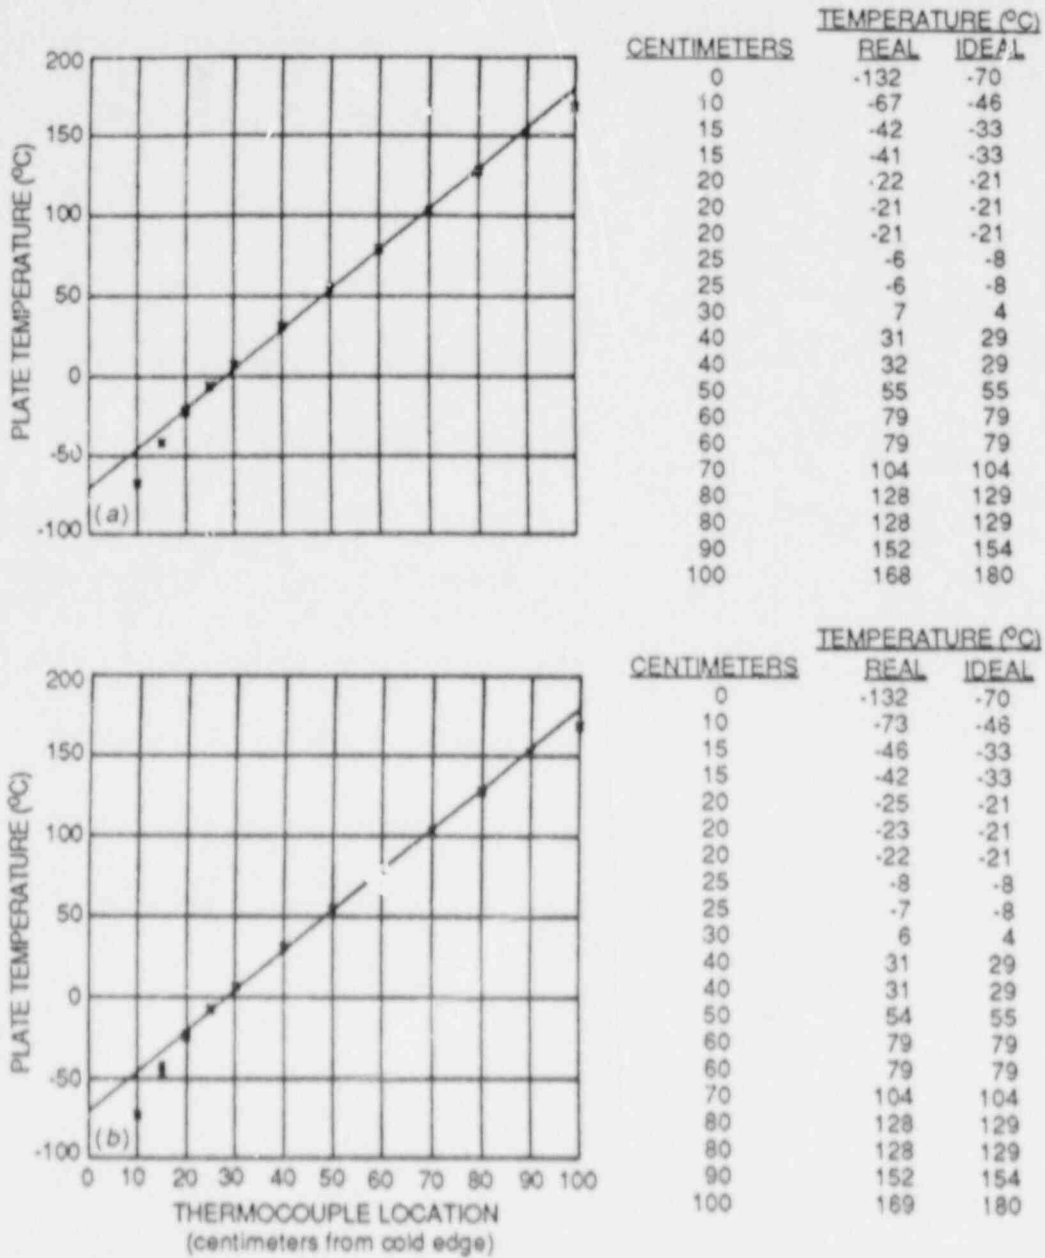 PLATE TEMPERATURE (°C)
200
150
100
50
0
-50
-100
(a)
TEMPERATURE (°C)
CENTIMETERS REAL IDEAL
0 -132 -70
10 -67 -46
15 -42 -33
15 -41 -33
20 -22 -21
20 -21 -21
20 -21 -21
25 -6 -8
25 -6 -8
30 7 4
40 31 29
40 32 29
50 55 55
60 79 79
60 79 79
70 104 104
80 128 129
80 128 129
90 152 154
100 168 180
PLATE TEMPERATURE (°C)
200
150
100
50
0
-50
-100
(b)
0 10 20 30 40 50 60 70 80 90 100
THERMOCOUPLE LOCATION
(centimeters from cold edge)
TEMPERATURE (°C)
CENTIMETERS REAL IDEAL
0 -132 -70
10 -73 -46
15 -46 -33
15 -42 -33
20 -25 -21
20 -23 -21
20 -22 -21
25 -8 -8
25 -7 -8
30 6 4
40 31 29
40 31 29
50 54 55
60 79 79
60 79 79
70 104 104
80 128 129
80 128 129
90 152 154
100 169 180